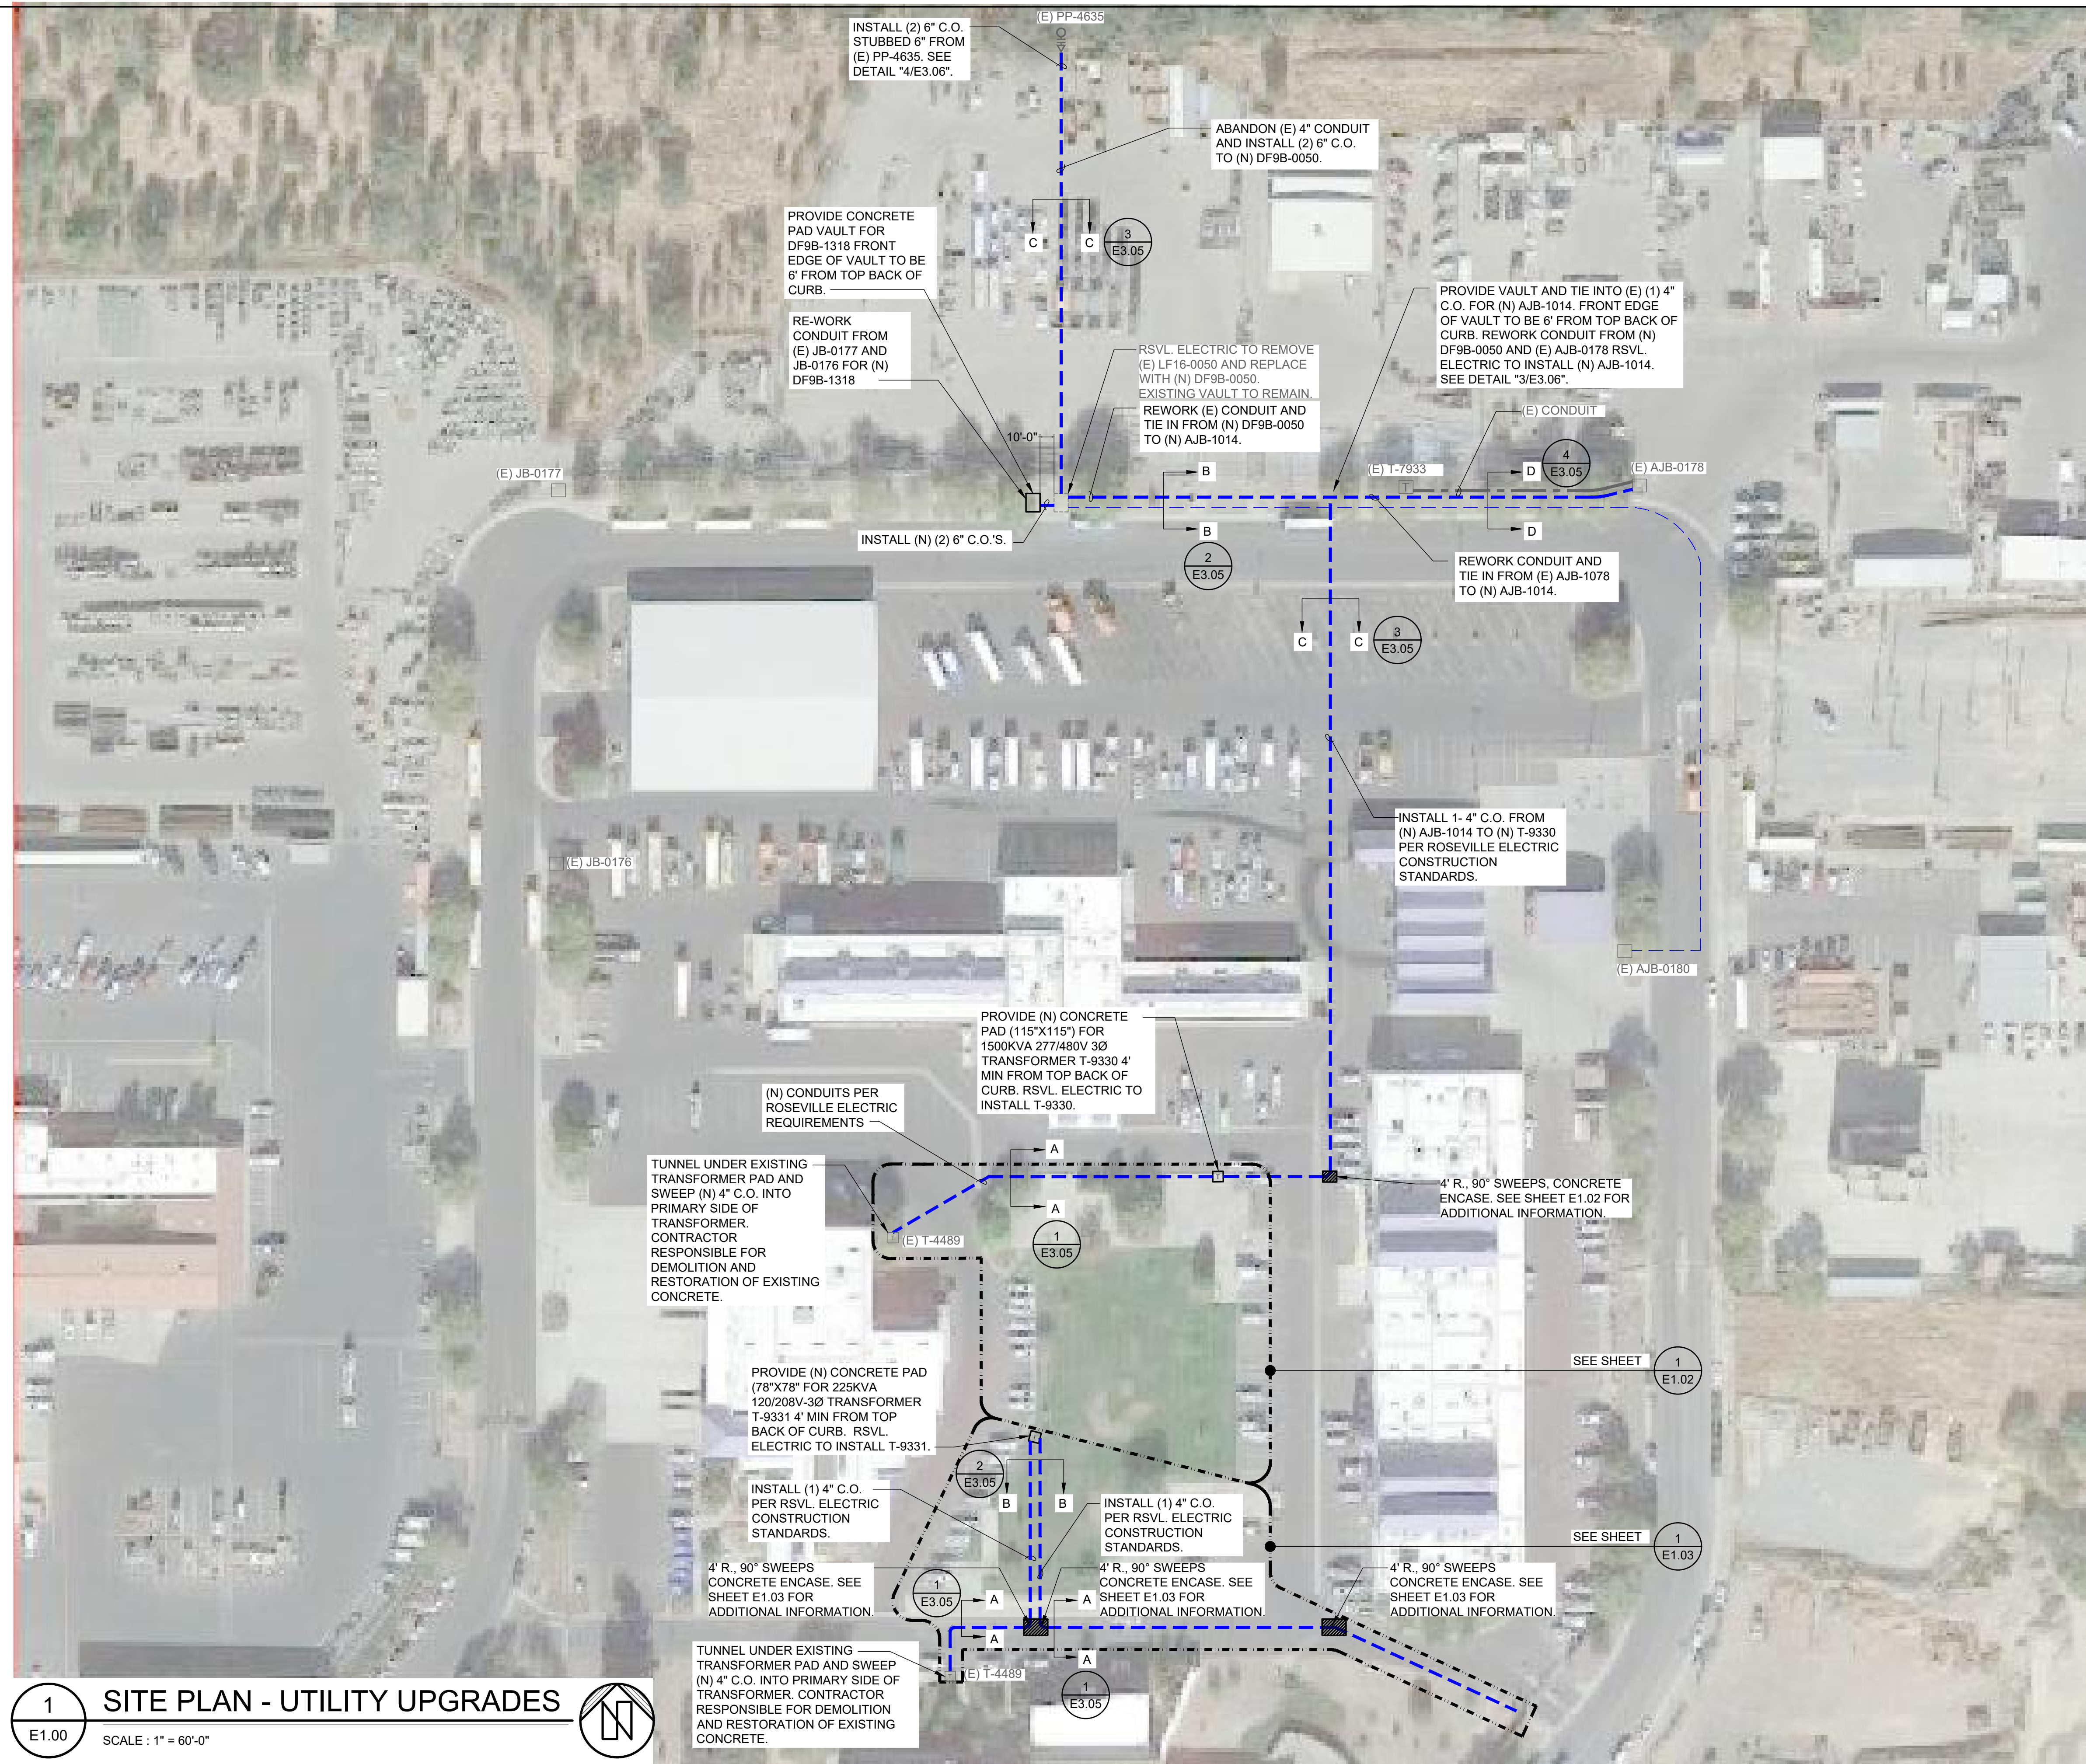 (E) PP-4635
INSTALL (2) 6" C.O.
STUBBED 6" FROM
(E) PP-4635. SEE
DETAIL "4/E3.06".
ABANDON (E) 4" CONDUIT
AND INSTALL (2) 6" C.O.
TO (N) DF9B-0050.
PROVIDE CONCRETE
PAD VAULT FOR
DF9B-1318 FRONT
EDGE OF VAULT TO BE
6' FROM TOP BACK OF
CURB.
C
C
3
E3.05
RE-WORK
CONDUIT FROM
(E) JB-0177 AND
JB-0176 FOR (N)
DF9B-1318
RSVL. ELECTRIC TO REMOVE
(E) LF16-0050 AND REPLACE
WITH (N) DF9B-0050.
EXISTING VAULT TO REMAIN.
REWORK (E) CONDUIT AND
TIE IN FROM (N) DF9B-0050
TO (N) AJB-1014.
PROVIDE VAULT AND TIE INTO (E) (1) 4"
C.O. FOR (N) AJB-1014. FRONT EDGE
OF VAULT TO BE 6' FROM TOP BACK OF
CURB. REWORK CONDUIT FROM (N)
DF9B-0050 AND (E) AJB-0178 RSVL.
ELECTRIC TO INSTALL (N) AJB-1014.
SEE DETAIL "3/E3.06".
(E) CONDUIT
10'-0"
(E) JB-0177
B
(E) T-7933
D
4
E3.05
(E) AJB-0178
INSTALL (N) (2) 6" C.O.'S.
B
D
2
E3.05
REWORK CONDUIT AND
TIE IN FROM (E) AJB-1078
TO (N) AJB-1014.
C
C
3
E3.05
INSTALL 1- 4" C.O. FROM
(N) AJB-1014 TO (N) T-9330
PER ROSEVILLE ELECTRIC
CONSTRUCTION
STANDARDS.
(E) JB-0176
(E) AJB-0180
PROVIDE (N) CONCRETE
PAD (115"X115") FOR
1500KVA 277/480V 3Ø
TRANSFORMER T-9330 4'
MIN FROM TOP BACK OF
CURB. RSVL. ELECTRIC TO
INSTALL T-9330.
(N) CONDUITS PER
ROSEVILLE ELECTRIC
REQUIREMENTS
A
TUNNEL UNDER EXISTING
TRANSFORMER PAD AND
SWEEP (N) 4" C.O. INTO
PRIMARY SIDE OF
TRANSFORMER.
CONTRACTOR
RESPONSIBLE FOR
DEMOLITION AND
RESTORATION OF EXISTING
CONCRETE.
T
T
4' R., 90° SWEEPS, CONCRETE
ENCASE. SEE SHEET E1.02 FOR
ADDITIONAL INFORMATION.
A
(E) T-4489
1
E3.05
SEE SHEET
1
E1.02
PROVIDE (N) CONCRETE PAD
(78"X78" FOR 225KVA
120/208V-3Ø TRANSFORMER
T-9331 4' MIN FROM TOP
BACK OF CURB. RSVL.
ELECTRIC TO INSTALL T-9331.
2
E3.05
B
B
INSTALL (1) 4" C.O.
PER RSVL. ELECTRIC
CONSTRUCTION
STANDARDS.
INSTALL (1) 4" C.O.
PER RSVL. ELECTRIC
CONSTRUCTION
STANDARDS.
SEE SHEET
1
E1.03
4' R., 90° SWEEPS
CONCRETE ENCASE. SEE
SHEET E1.03 FOR
ADDITIONAL INFORMATION.
1
E3.05
A
A
4' R., 90° SWEEPS
CONCRETE ENCASE. SEE
SHEET E1.03 FOR
ADDITIONAL INFORMATION.
4' R., 90° SWEEPS
CONCRETE ENCASE. SEE
SHEET E1.03 FOR
ADDITIONAL INFORMATION.
A
A
TUNNEL UNDER EXISTING
TRANSFORMER PAD AND SWEEP
(N) 4" C.O. INTO PRIMARY SIDE OF
TRANSFORMER. CONTRACTOR
RESPONSIBLE FOR DEMOLITION
AND RESTORATION OF EXISTING
CONCRETE.
(E) T-4489
1
E3.05
1
E1.00
SITE PLAN - UTILITY UPGRADES
SCALE : 1" = 60'-0"
N